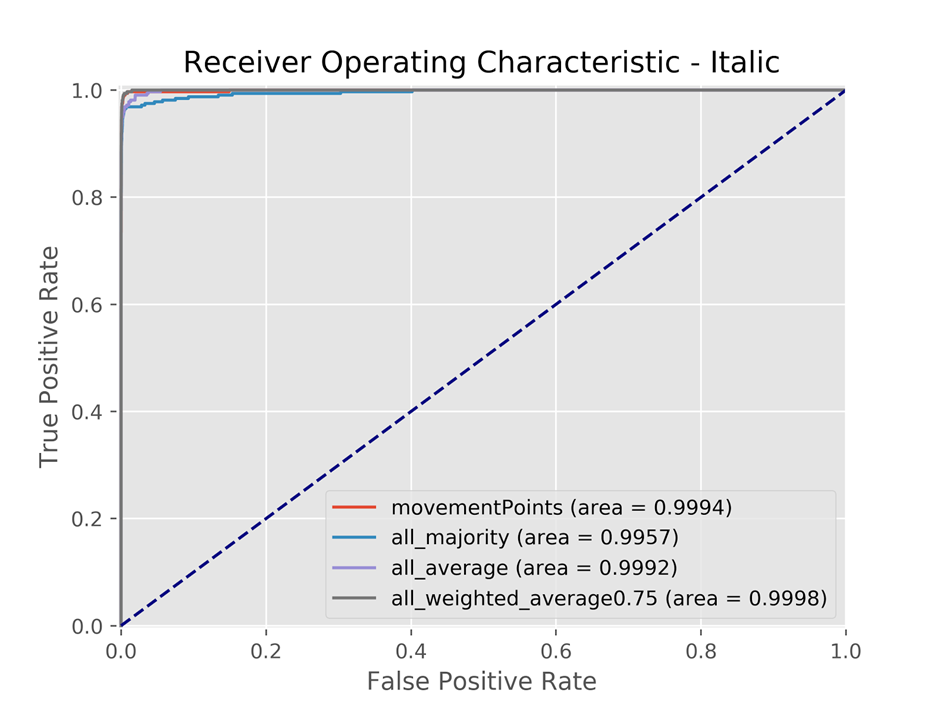 Receiver Operating Characteristic - Italic
1.0
0.8
0.6
0.4
0.2
0.0
True Positive Rate
movementPoints (area = 0.9994)
all_majority (area = 0.9957)
all_average (area = 0.9992)
all_weighted_average0.75 (area = 0.9998)
0.0 0.2 0.4 0.6 0.8 1.0
False Positive Rate